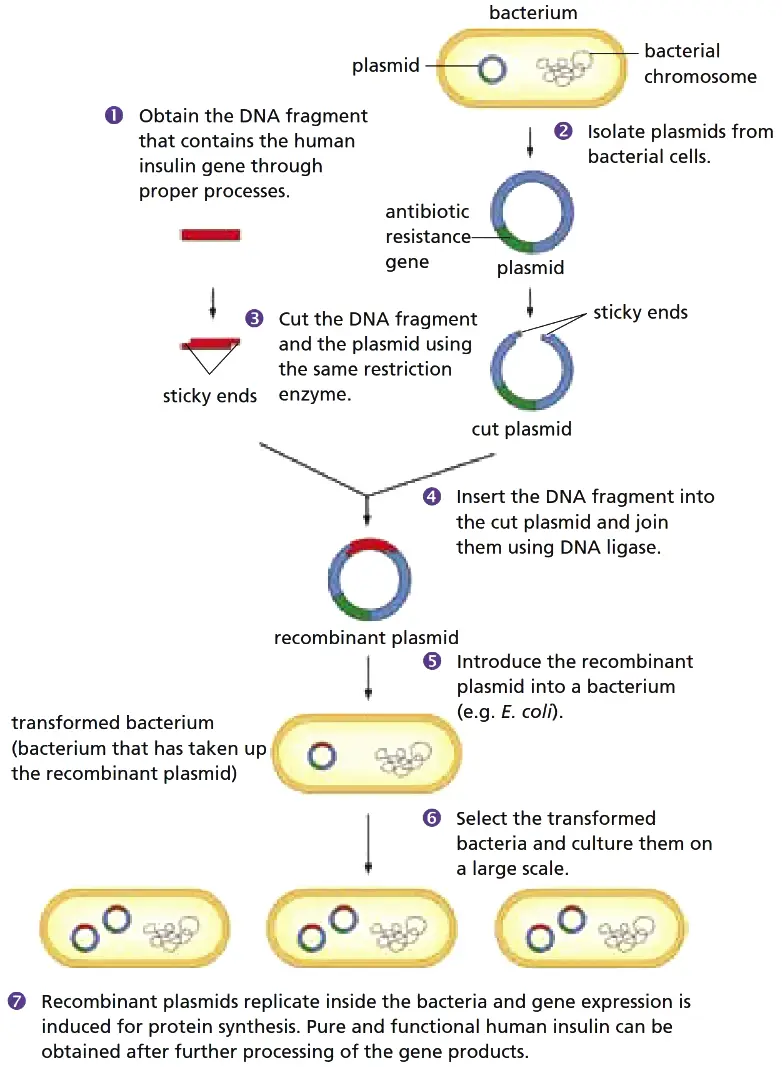 bacterium
plasmid
bacterial
chromosome
❶ Obtain the DNA fragment
that contains the human
insulin gene through
proper processes.
❷ Isolate plasmids from
bacterial cells.
antibiotic
resistance
gene
plasmid
❸ Cut the DNA fragment
and the plasmid using
the same restriction
enzyme.
sticky ends
sticky ends
cut plasmid
❹ Insert the DNA fragment into
the cut plasmid and join
them using DNA ligase.
recombinant plasmid
❺ Introduce the recombinant
plasmid into a bacterium
(e.g. E. coli).
transformed bacterium
(bacterium that has taken up
the recombinant plasmid)
❻ Select the transformed
bacteria and culture them on
a large scale.
❼ Recombinant plasmids replicate inside the bacteria and gene expression is
induced for protein synthesis. Pure and functional human insulin can be
obtained after further processing of the gene products.